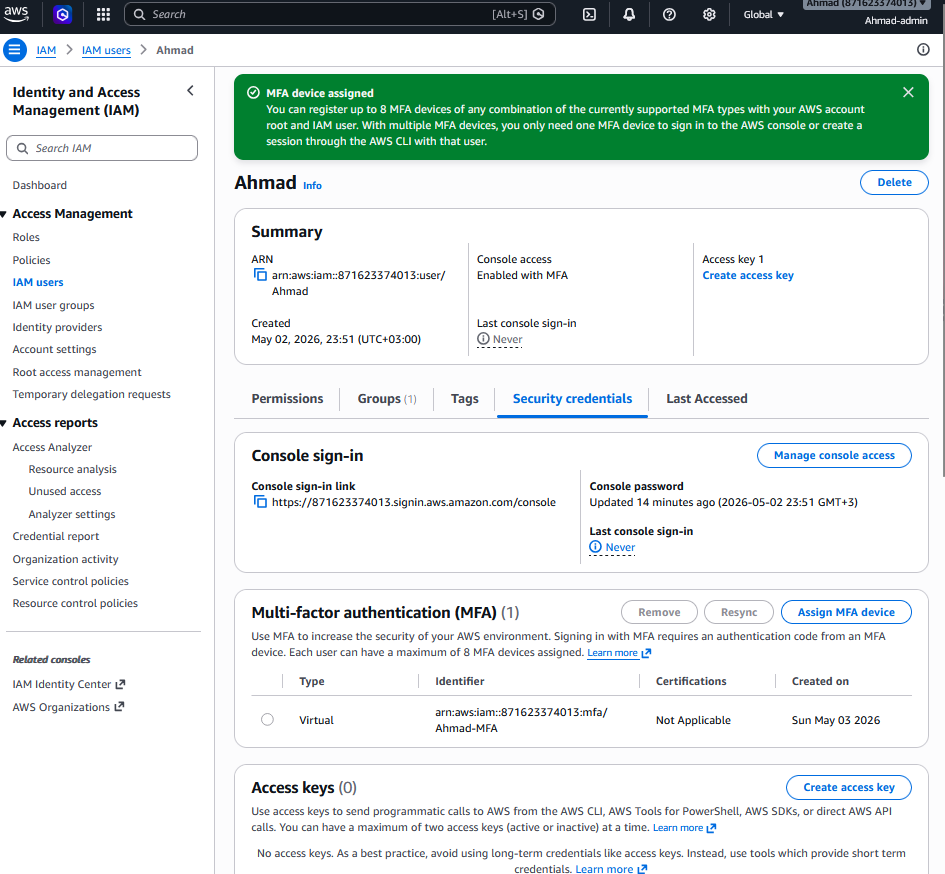 aws
Search
[Alt+S]
Global
Ahmad (871623374013)
Ahmad-admin
IAM
IAM users
Ahmad
Identity and Access
Management (IAM)
Search IAM
Dashboard
Access Management
Roles
Policies
IAM users
IAM user groups
Identity providers
Account settings
Root access management
Temporary delegation requests
Access reports
Access Analyzer
Resource analysis
Unused access
Analyzer settings
Credential report
Organization activity
Service control policies
Resource control policies
Related consoles
IAM Identity Center
AWS Organizations
MFA device assigned
You can register up to 8 MFA devices of any combination of the currently supported MFA types with your AWS account
root and IAM user. With multiple MFA devices, you only need one MFA device to sign in to the AWS console or create a
session through the AWS CLI with that user.
Ahmad Info
Delete
Summary
ARN
arn:aws:iam::871623374013:user/
Ahmad
Console access
Enabled with MFA
Access key 1
Create access key
Created
May 02, 2026, 23:51 (UTC+03:00)
Last console sign-in
Never
Permissions
Groups (1)
Tags
Security credentials
Last Accessed
Console sign-in
Manage console access
Console sign-in link
https://871623374013.signin.aws.amazon.com/console
Console password
Updated 14 minutes ago (2026-05-02 23:51 GMT+3)
Last console sign-in
Never
Multi-factor authentication (MFA) (1)
Remove
Resync
Assign MFA device
Use MFA to increase the security of your AWS environment. Signing in with MFA requires an authentication code from an MFA
device. Each user can have a maximum of 8 MFA devices assigned. Learn more
Type
Identifier
Certifications
Created on
Virtual
arn:aws:iam::871623374013:mfa/
Ahmad-MFA
Not Applicable
Sun May 03 2026
Access keys (0)
Create access key
Use access keys to send programmatic calls to AWS from the AWS CLI, AWS Tools for PowerShell, AWS SDKs, or direct AWS API
calls. You can have a maximum of two access keys (active or inactive) at a time. Learn more
No access keys. As a best practice, avoid using long-term credentials like access keys. Instead, use tools which provide short term
credentials. Learn more